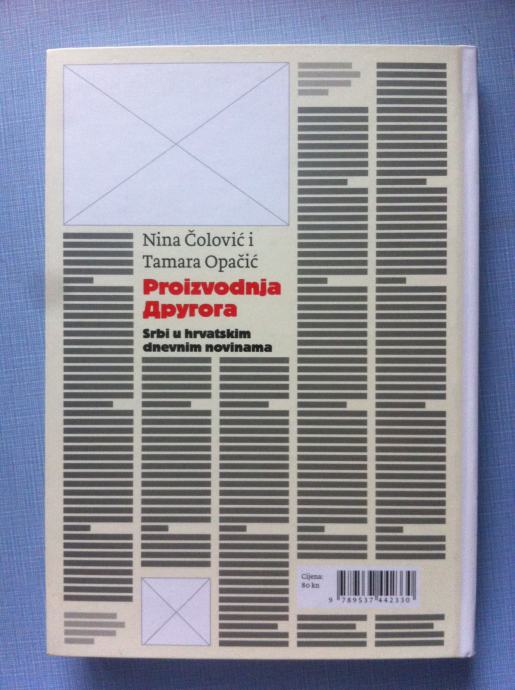 Nina Čolović i
Tamara Opačić
Proizvodnja
Другога
Srbi u hrvatskim
dnevnim novinama
Cijena:
80 kn
9 789537 442330